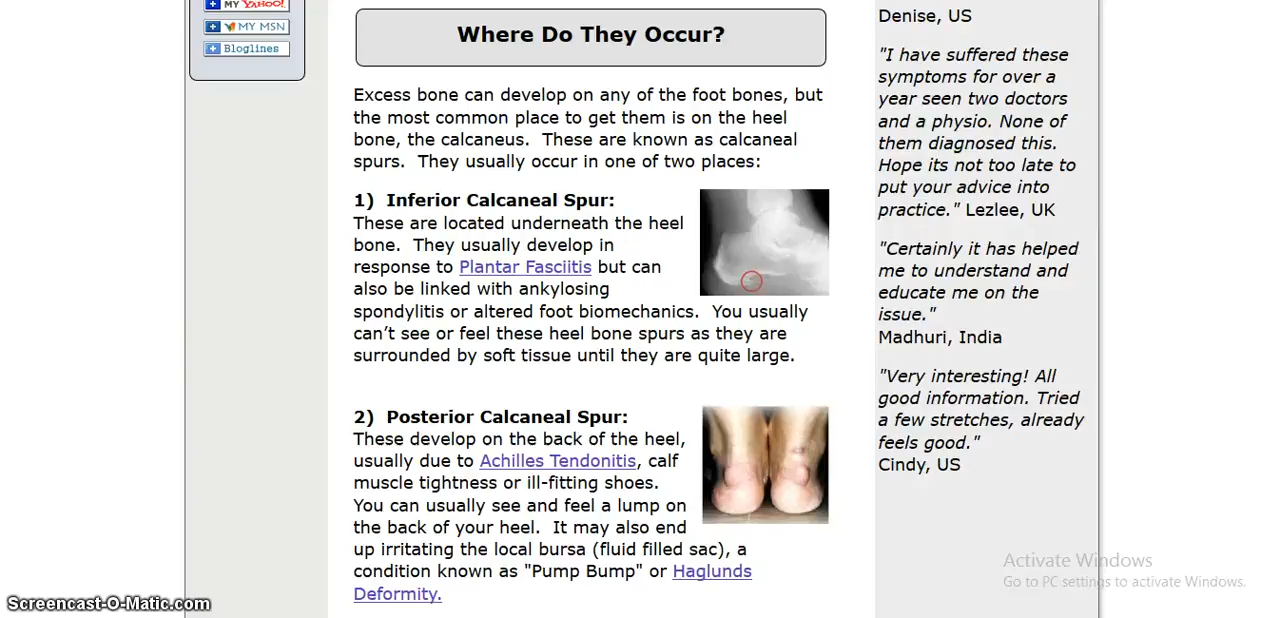 MY YAHOO!
MY MSN
Bloglines
Where Do They Occur?
Excess bone can develop on any of the foot bones, but
the most common place to get them is on the heel
bone, the calcaneus.  These are known as calcaneal
spurs.  They usually occur in one of two places:
1)  Inferior Calcaneal Spur:
These are located underneath the heel
bone.  They usually develop in
response to Plantar Fasciitis but can
also be linked with ankylosing
spondylitis or altered foot biomechanics.  You usually
can’t see or feel these heel bone spurs as they are
surrounded by soft tissue until they are quite large.
2)  Posterior Calcaneal Spur:
These develop on the back of the heel,
usually due to Achilles Tendonitis, calf
muscle tightness or ill-fitting shoes.
You can usually see and feel a lump on
the back of your heel.  It may also end
up irritating the local bursa (fluid filled sac), a
condition known as "Pump Bump" or Haglunds
Deformity.
Denise, US
"I have suffered these
symptoms for over a
year seen two doctors
and a physio. None of
them diagnosed this.
Hope its not too late to
put your advice into
practice." Lezlee, UK
"Certainly it has helped
me to understand and
educate me on the
issue."
Madhuri, India
"Very interesting! All
good information. Tried
a few stretches, already
feels good."
Cindy, US
Activate Windows
Go to PC settings to activate Windows.
Screencast-O-Matic.com